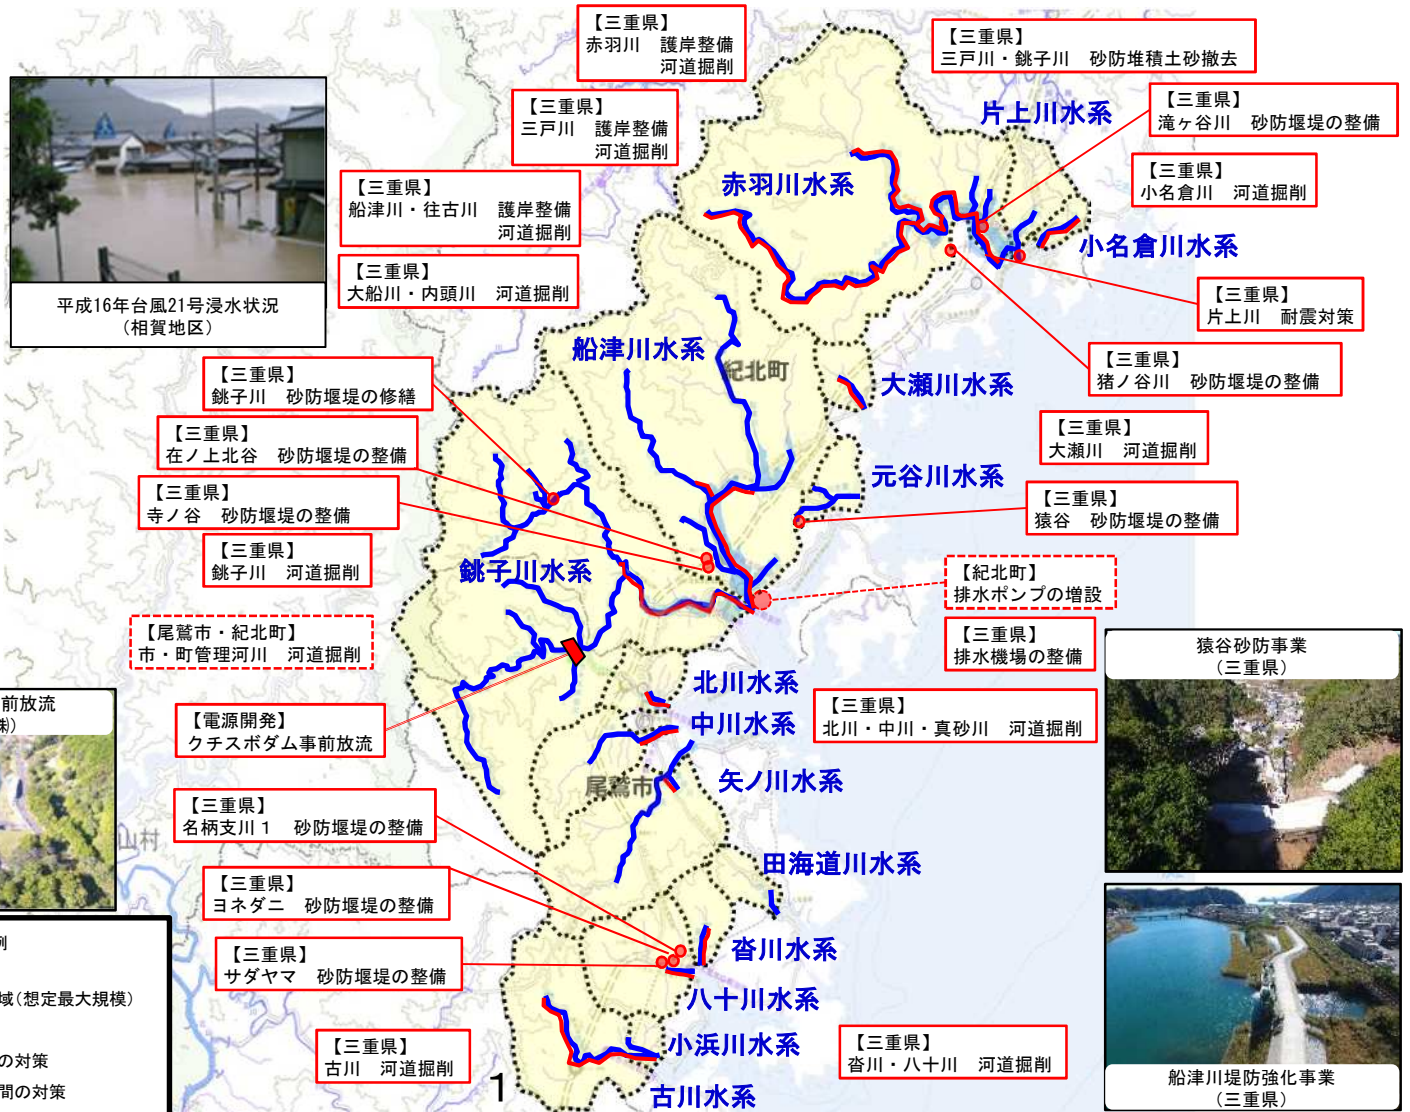 【三重県】
赤羽川　護岸整備
河道掘削
【三重県】
三戸川・銚子川　砂防堆積土砂撤去
【三重県】
三戸川　護岸整備
河道掘削
片上川水系
【三重県】
滝ヶ谷川　砂防堰堤の整備
【三重県】
船津川・往古川　護岸整備
河道掘削
赤羽川水系
【三重県】
小名倉川　河道掘削
小名倉川水系
【三重県】
大船川・内頭川　河道掘削
平成16年台風21号浸水状況
（相賀地区）
【三重県】
片上川　耐震対策
船津川水系
紀北町
【三重県】
猪ノ谷川　砂防堰堤の整備
【三重県】
銚子川　砂防堰堤の修繕
大瀬川水系
【三重県】
大瀬川　河道掘削
【三重県】
在ノ上北谷　砂防堰堤の整備
元谷川水系
【三重県】
寺ノ谷　砂防堰堤の整備
【三重県】
猿谷　砂防堰堤の整備
【三重県】
銚子川　河道掘削
銚子川水系
【紀北町】
排水ポンプの増設
【尾鷲市・紀北町】
市・町管理河川　河道掘削
【三重県】
排水機場の整備
猿谷砂防事業
（三重県）
北川水系
前放流
㈱）
【電源開発】
クチスボダム事前放流
中川水系
【三重県】
北川・中川・真砂川　河道掘削
尾鷲市
矢ノ川水系
【三重県】
名柄支川１　砂防堰堤の整備
山村
田海道川水系
【三重県】
ヨネダニ　砂防堰堤の整備
例
【三重県】
サダヤマ　砂防堰堤の整備
沓川水系
域（想定最大規模）
八十川水系
【三重県】
古川　河道掘削
小浜川水系
【三重県】
沓川・八十川　河道掘削
の対策
間の対策
1
古川水系
船津川堤防強化事業
（三重県）